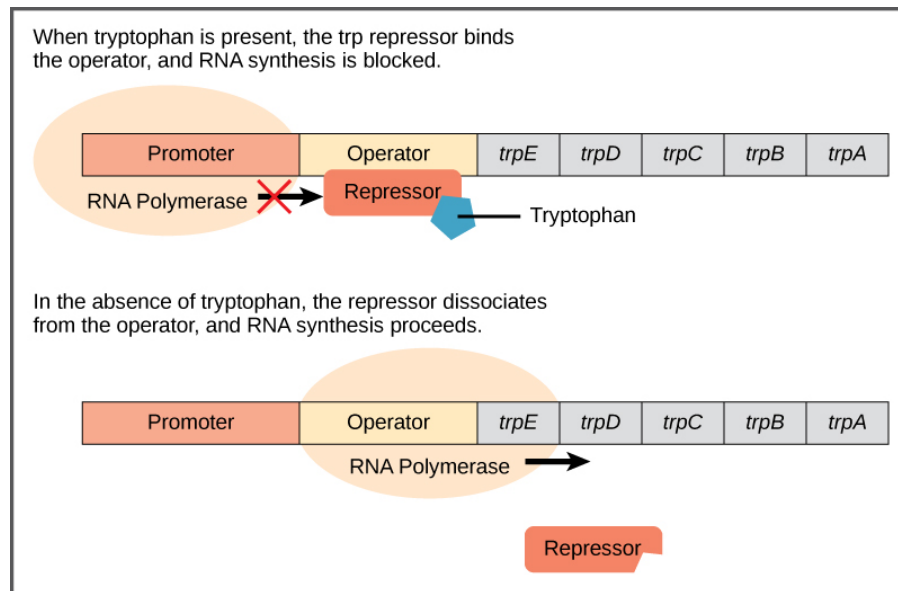 When tryptophan is present, the trp repressor binds
the operator, and RNA synthesis is blocked.
Promoter Operator trpE trpD trpC trpB trpA
RNA Polymerase Repressor
Tryptophan
In the absence of tryptophan, the repressor dissociates
from the operator, and RNA synthesis proceeds.
Promoter Operator trpE trpD trpC trpB trpA
RNA Polymerase
Repressor